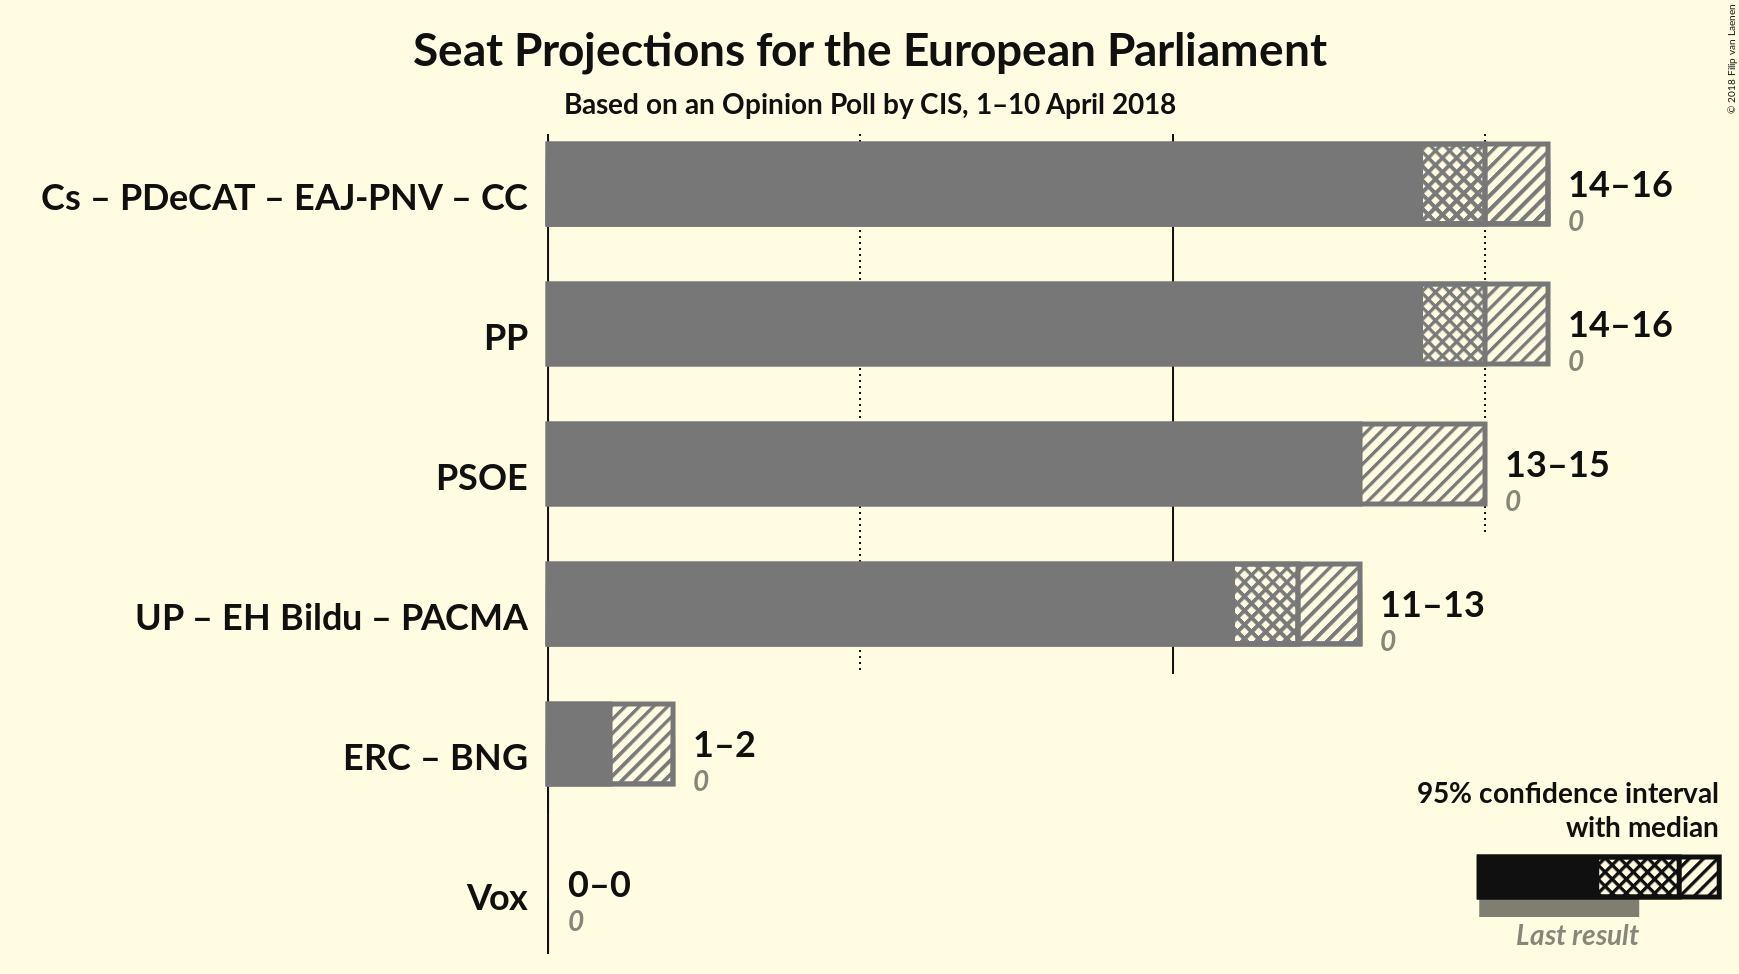 Seat Projections for the European Parliament
Based on an Opinion Poll by CIS, 1–10 April 2018
© 2018 Filip van Laenen
Cs – PDeCAT – EAJ-PNV – CC
14–16
0
PP
14–16
0
PSOE
13–15
0
UP – EH Bildu – PACMA
11–13
0
ERC – BNG
1–2
0
Vox
0–0
0
95% confidence interval
with median
Last result